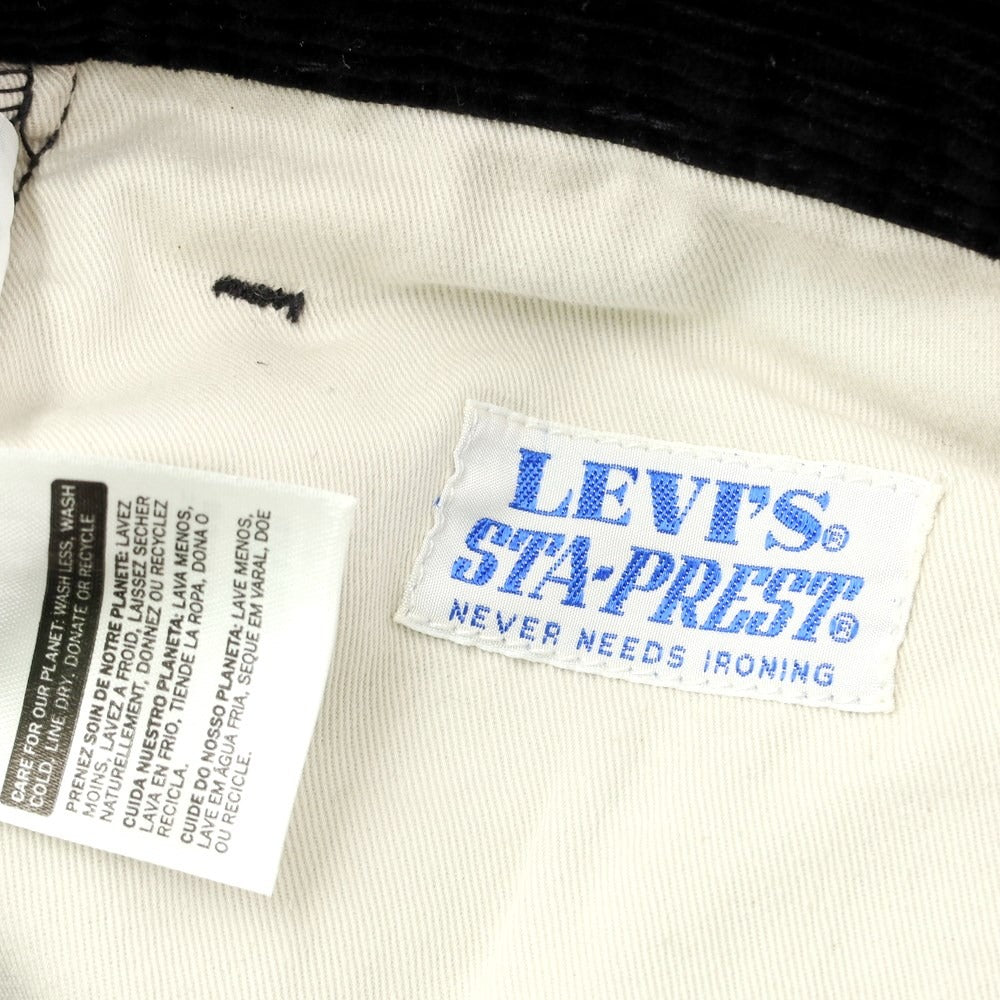 CARE FOR OUR PLANET: WASH LESS, WASH
COLD, LINE DRY, DONATE OR RECYCLE
PRENEZ SOIN DE NOTRE PLANETE: LAVEZ
MOINS, LAVEZ A FROID, LAISSEZ SECHER
NATURELLEMENT, DONNEZ OU RECYCLEZ
CUIDA NUESTRO PLANETA: LAVA MENOS,
LAVA EN FRIO, TIENDE LA ROPA, DONA O
RECICLA.
CUIDE DO NOSSO PLANETA: LAVE MENOS,
LAVE EM ÁGUA FRIA, SEQUE EM VARAL, DOE
OU RECICLE.
LEVI'S®
STA-PREST®
NEVER NEEDS IRONING